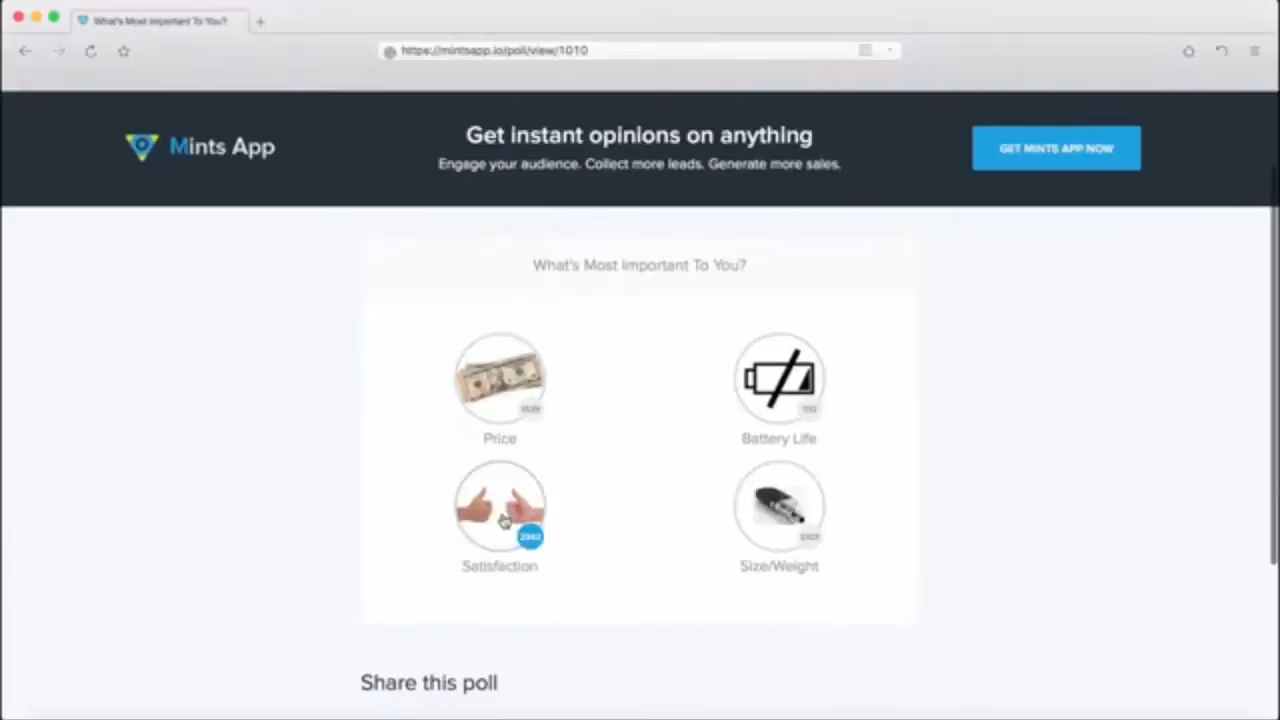 What's Most Important To You?
https://mintsapp.io/poll/view/1010
Mints App
Get instant opinions on anything
Engage your audience. Collect more leads. Generate more sales.
GET MINTS APP NOW
What's Most Important To You?
Price
Battery Life
Satisfaction
Size/Weight
Share this poll